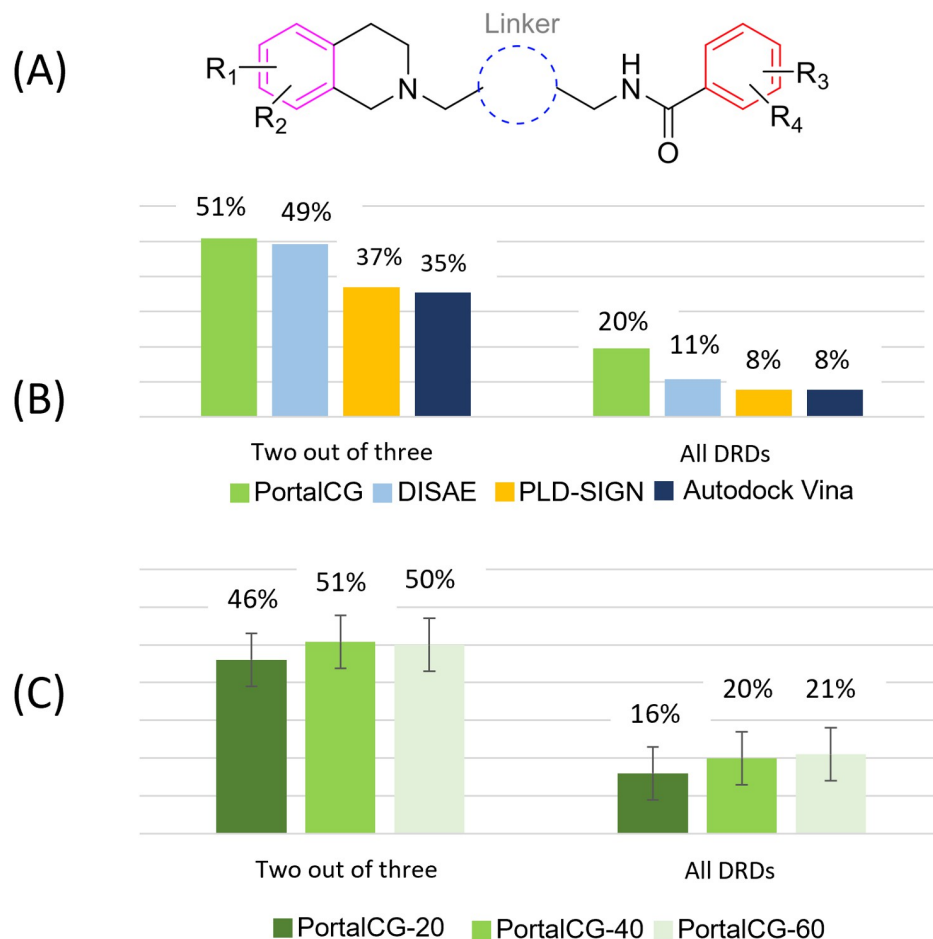 (A)
Linker
R1
R2
N
H
N
O
R3
R4
(B)
51%
49%
37%
35%
20%
11%
8%
8%
Two out of three
All DRDs
PortalCG DISAE PLD-SIGN Autodock Vina
(C)
46%
51%
50%
16%
20%
21%
Two out of three
All DRDs
PortalCG-20 PortalCG-40 PortalCG-60